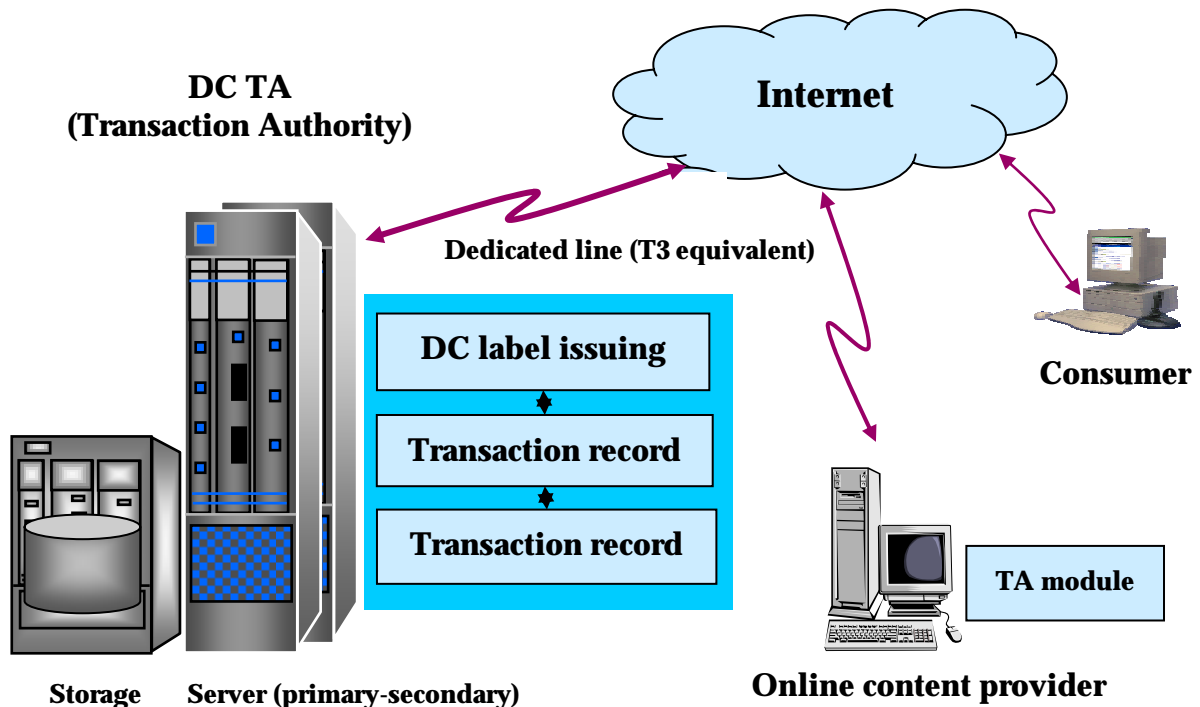 DC TA
(Transaction Authority)
Internet
Dedicated line (T3 equivalent)
DC label issuing
Transaction record
Transaction record
Consumer
TA module
Storage
Server (primary-secondary)
Online content provider